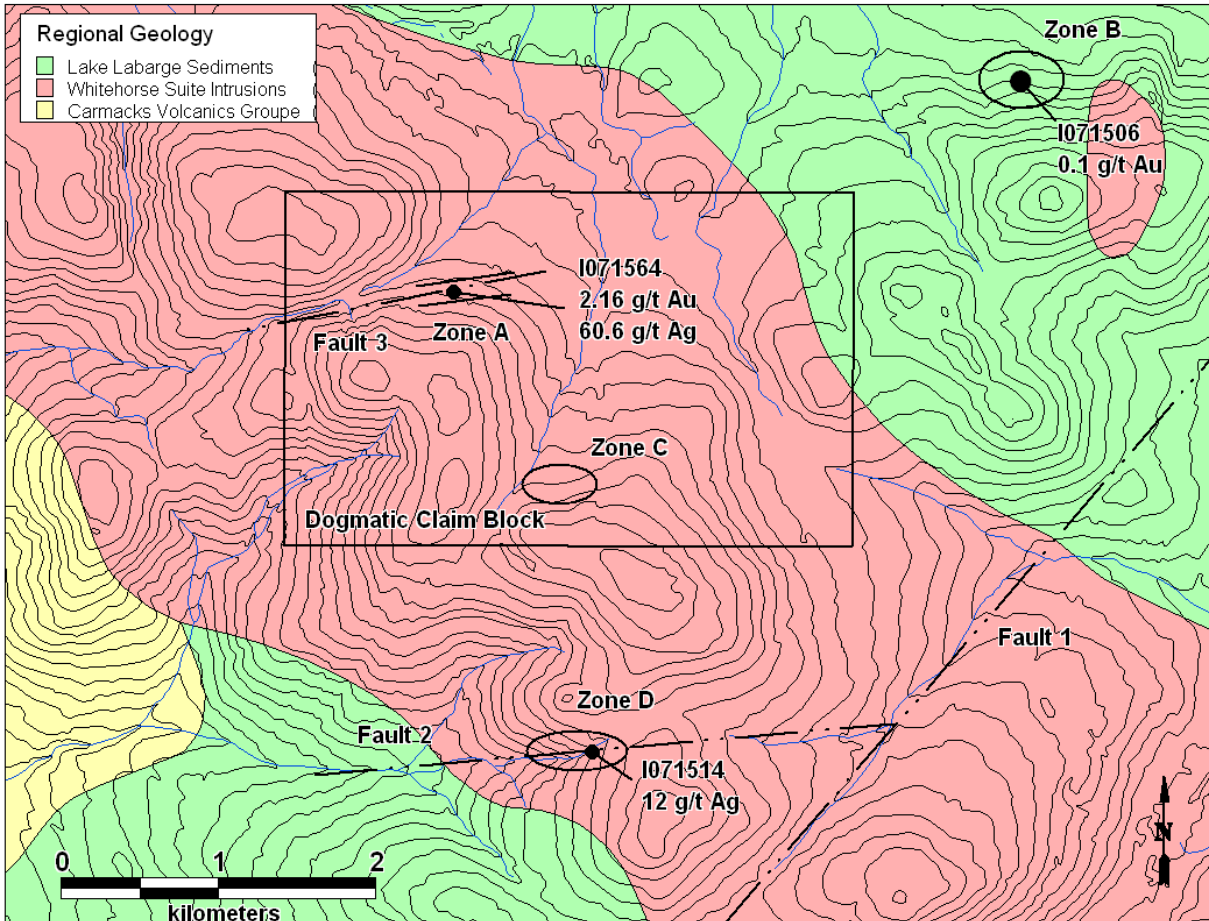 Regional Geology
Lake Labarge Sediments
Whitehorse Suite Intrusions
Carmacks Volcanics Groupe
Zone B
I071506
0.1 g/t Au
I071564
2.16 g/t Au
60.6 g/t Ag
Zone A
Fault 3
Zone C
Dogmatic Claim Block
Fault 1
Zone D
Fault 2
I071514
12 g/t Ag
N
0 1 2
kilometers